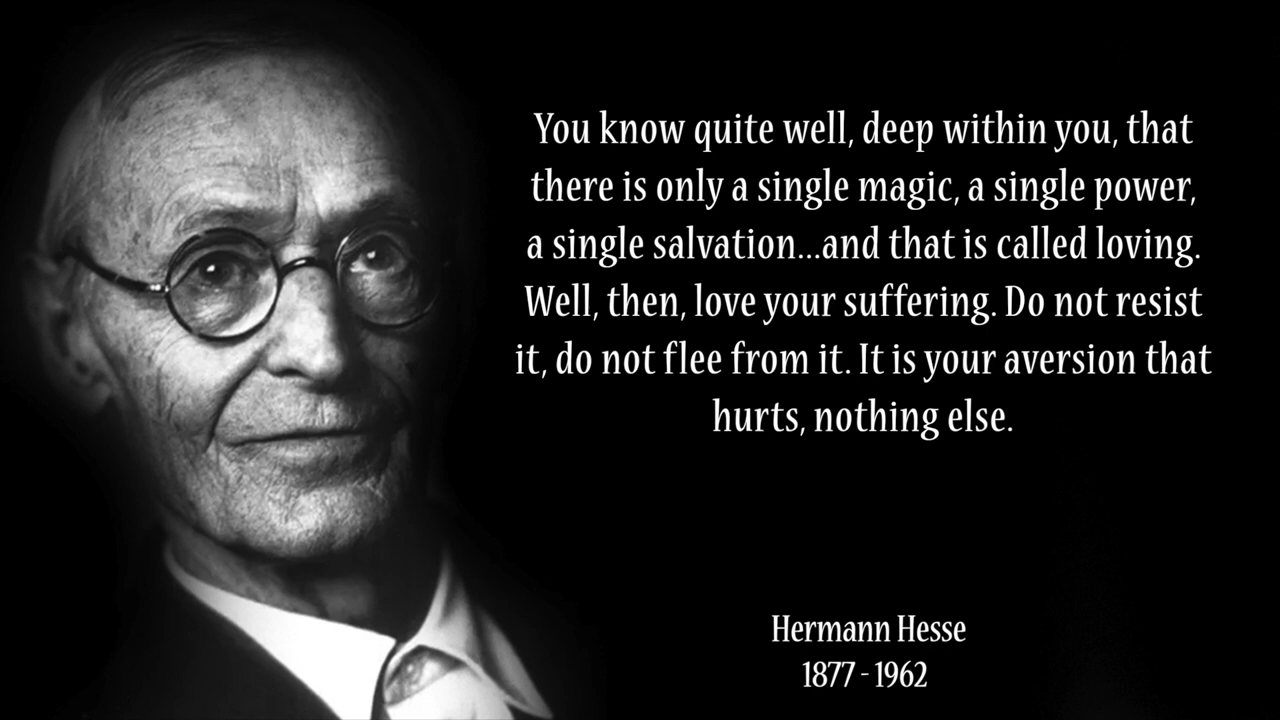 You know quite well, deep within you, that
there is only a single magic, a single power,
a single salvation...and that is called loving.
Well, then, love your suffering. Do not resist
it, do not flee from it. It is your aversion that
hurts, nothing else.
Hermann Hesse
1877 - 1962